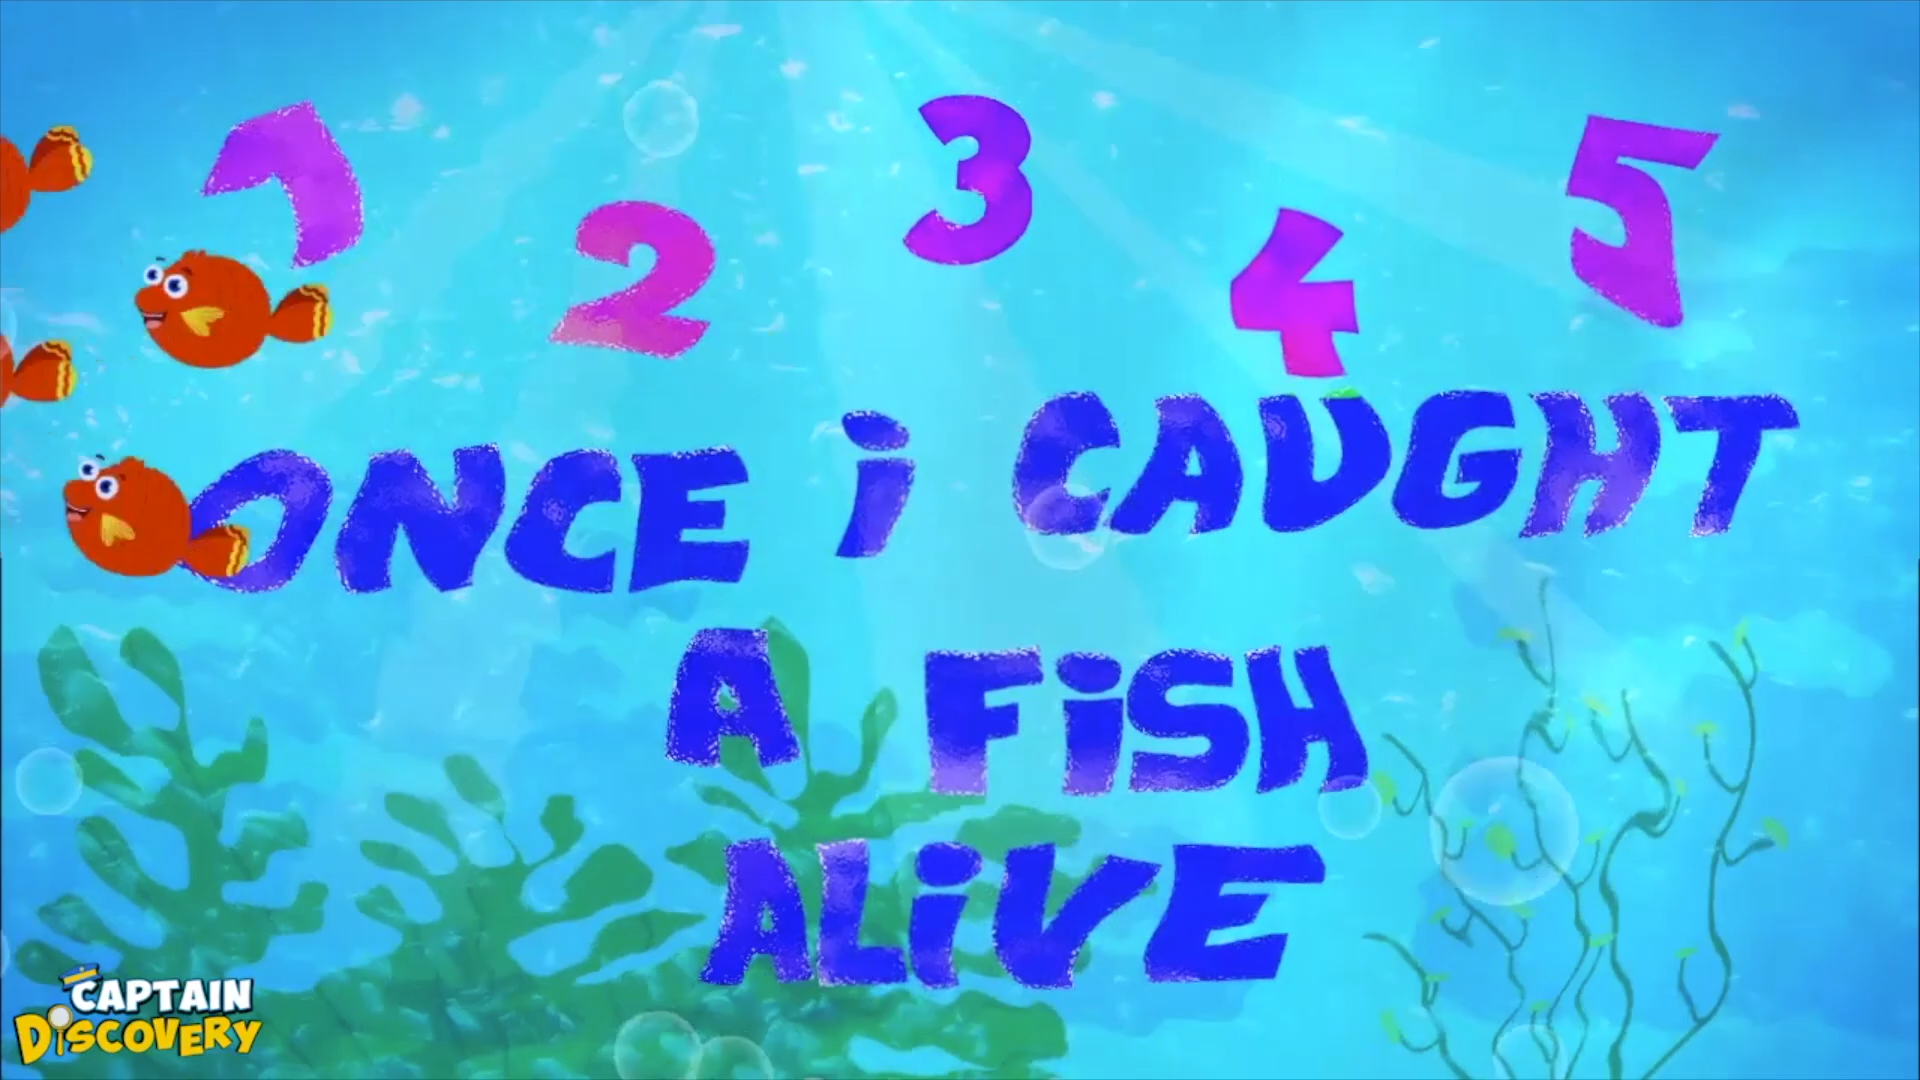 1 2 3 4 5
ONCE i CAUGHT
A FiSH
ALiVE
CAPTAIN
DISCOVERY